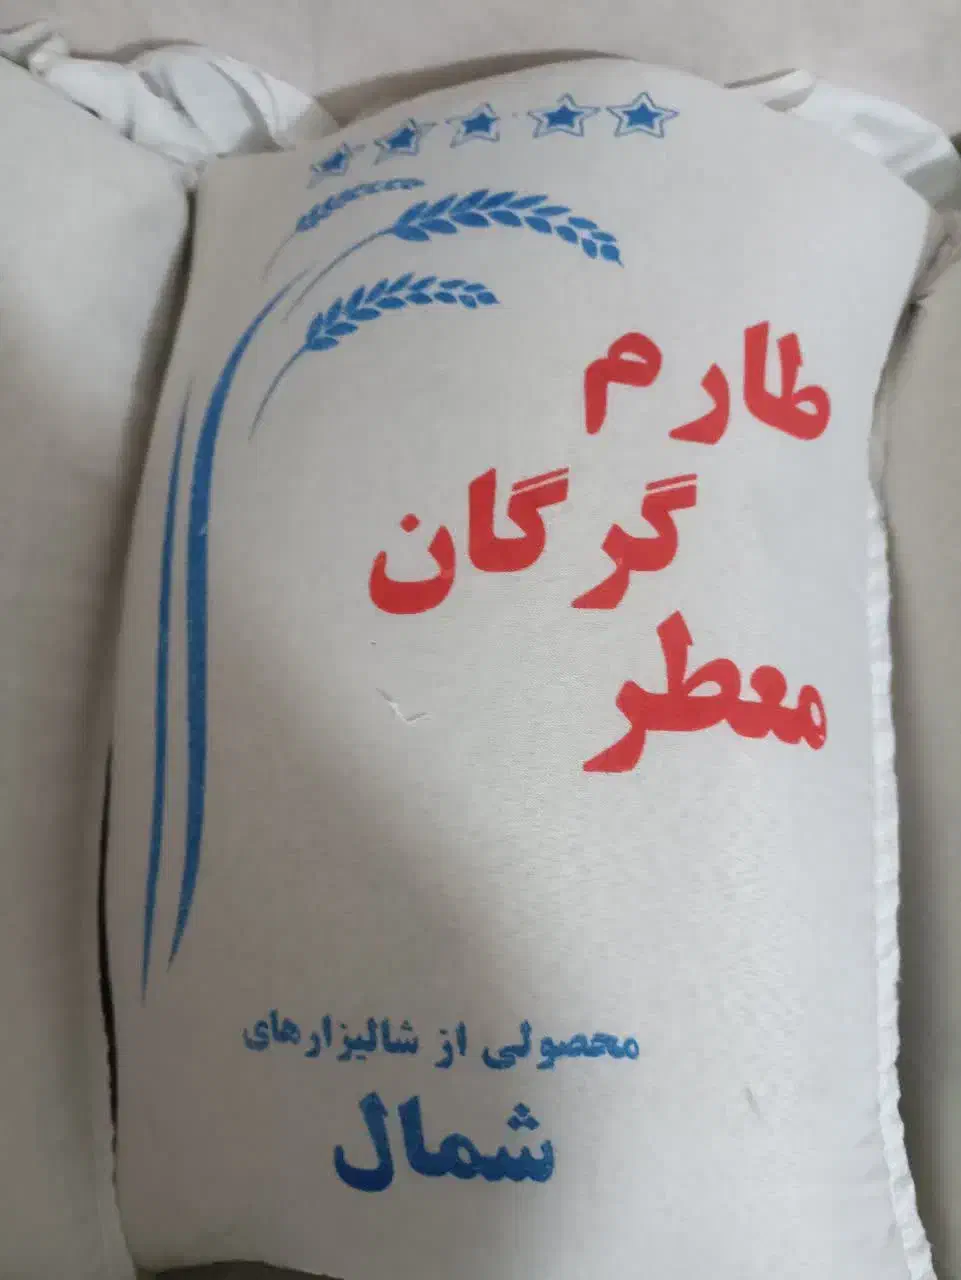 طارم
گرگان
معطر
محصولی از شالیزارهای
شمال